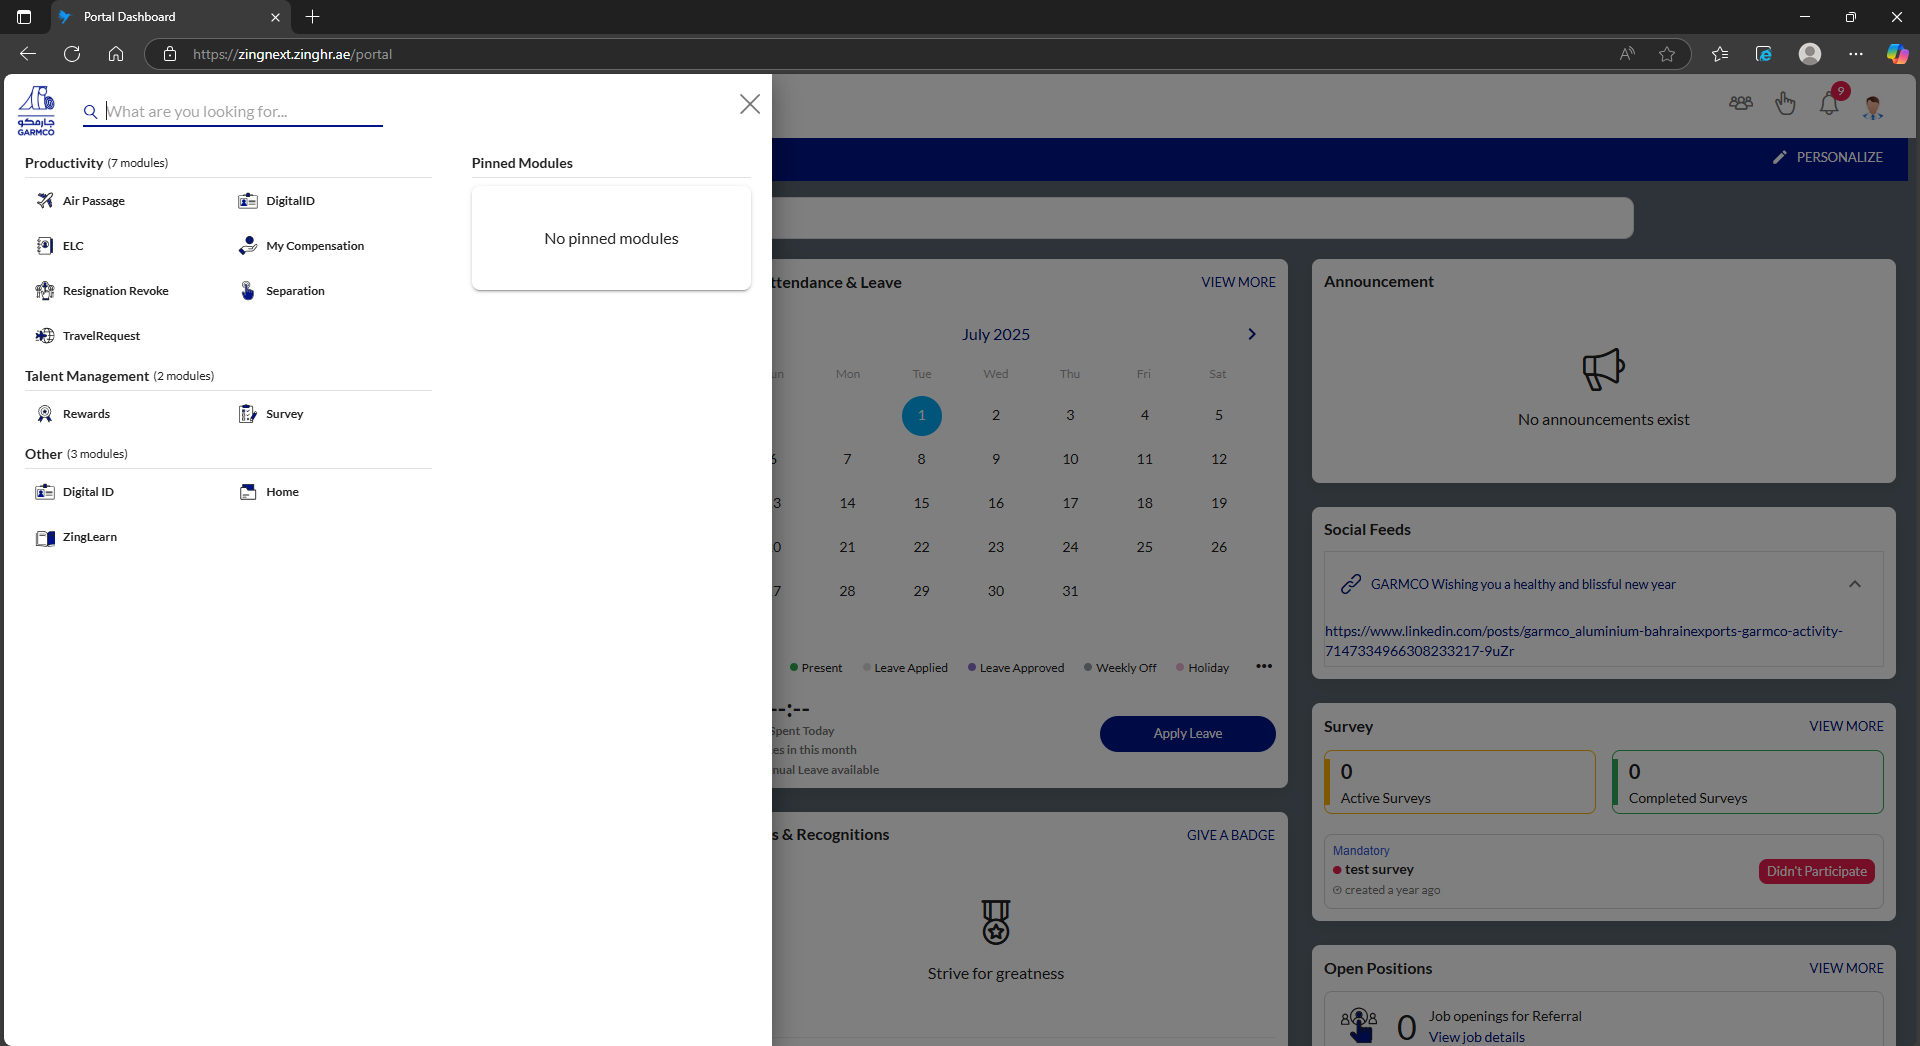 Portal Dashboard
https://zingnext.zinghr.ae/portal
جارمكو
GARMCO
What are you looking for...
9
PERSONALIZE
Productivity (7 modules)
Air Passage
DigitalID
ELC
My Compensation
Resignation Revoke
Separation
TravelRequest
Talent Management (2 modules)
Rewards
Survey
Other (3 modules)
Digital ID
Home
ZingLearn
Pinned Modules
No pinned modules
ttendance & Leave
VIEW MORE
July 2025
un Mon Tue Wed Thu Fri Sat
1 2 3 4 5
6 7 8 9 10 11 12
3 14 15 16 17 18 19
0 21 22 23 24 25 26
7 28 29 30 31
Present Leave Applied Leave Approved Weekly Off Holiday
--:--
Spent Today
es in this month
nual Leave available
Apply Leave
s & Recognitions
GIVE A BADGE
Strive for greatness
Announcement
No announcements exist
Social Feeds
GARMCO Wishing you a healthy and blissful new year
https://www.linkedin.com/posts/garmco_aluminium-bahrainexports-garmco-activity-
7147334966308233217-9uZr
Survey
VIEW MORE
0
Active Surveys
0
Completed Surveys
Mandatory
test survey
created a year ago
Didn't Participate
Open Positions
VIEW MORE
0
Job openings for Referral
View job details